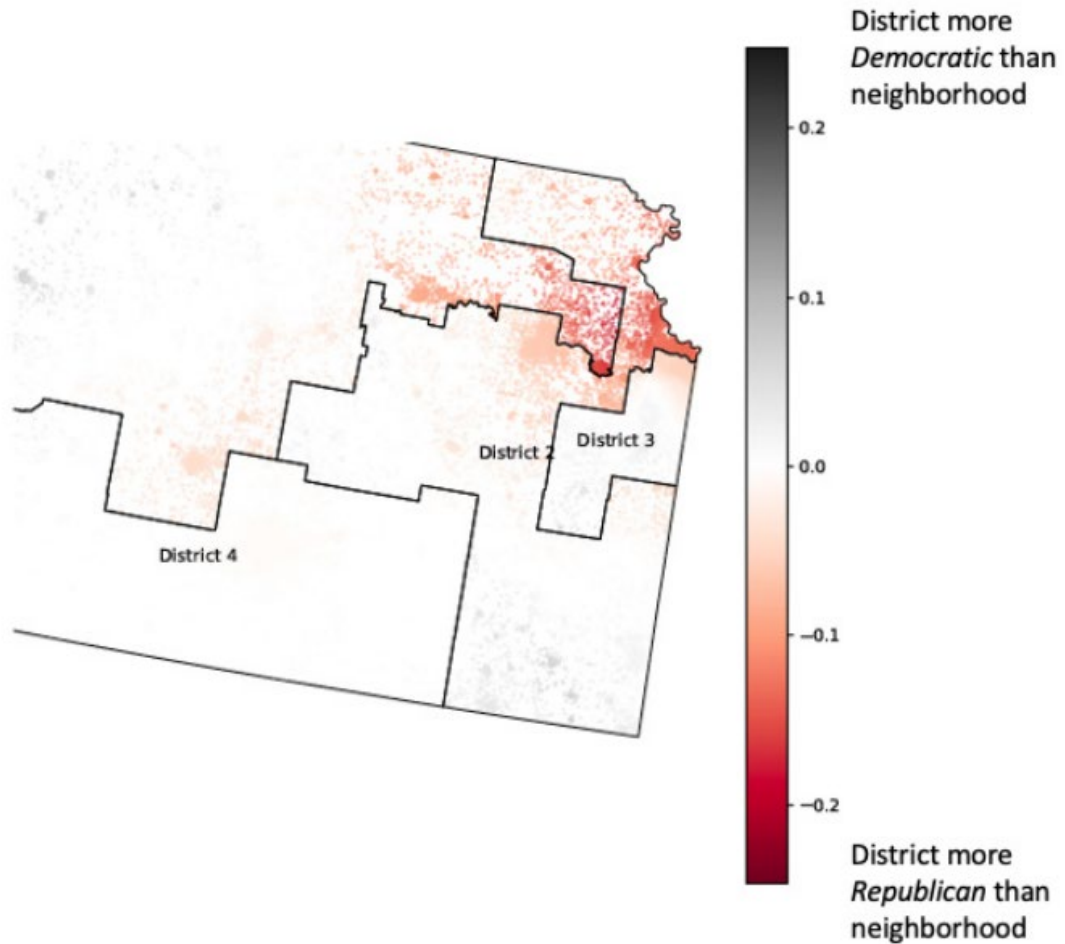 District more
Democratic than
neighborhood
0.2
0.1
0.0
−0.1
−0.2
District 2
District 3
District 4
District more
Republican than
neighborhood